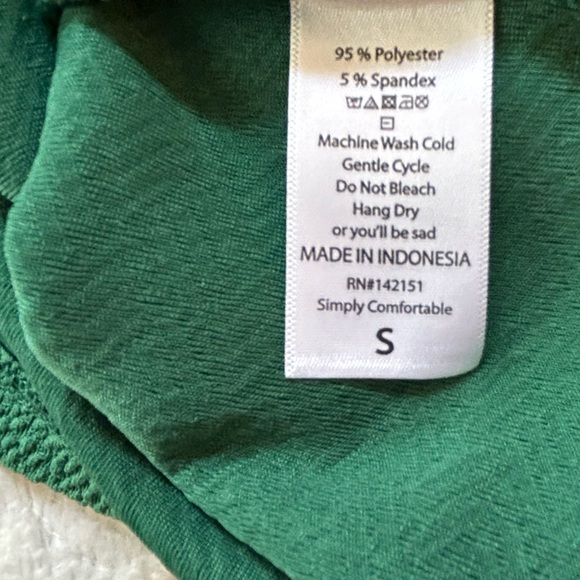 95 % Polyester
5 % Spandex
Machine Wash Cold
Gentle Cycle
Do Not Bleach
Hang Dry
or you'll be sad
MADE IN INDONESIA
RN#142151
Simply Comfortable
S